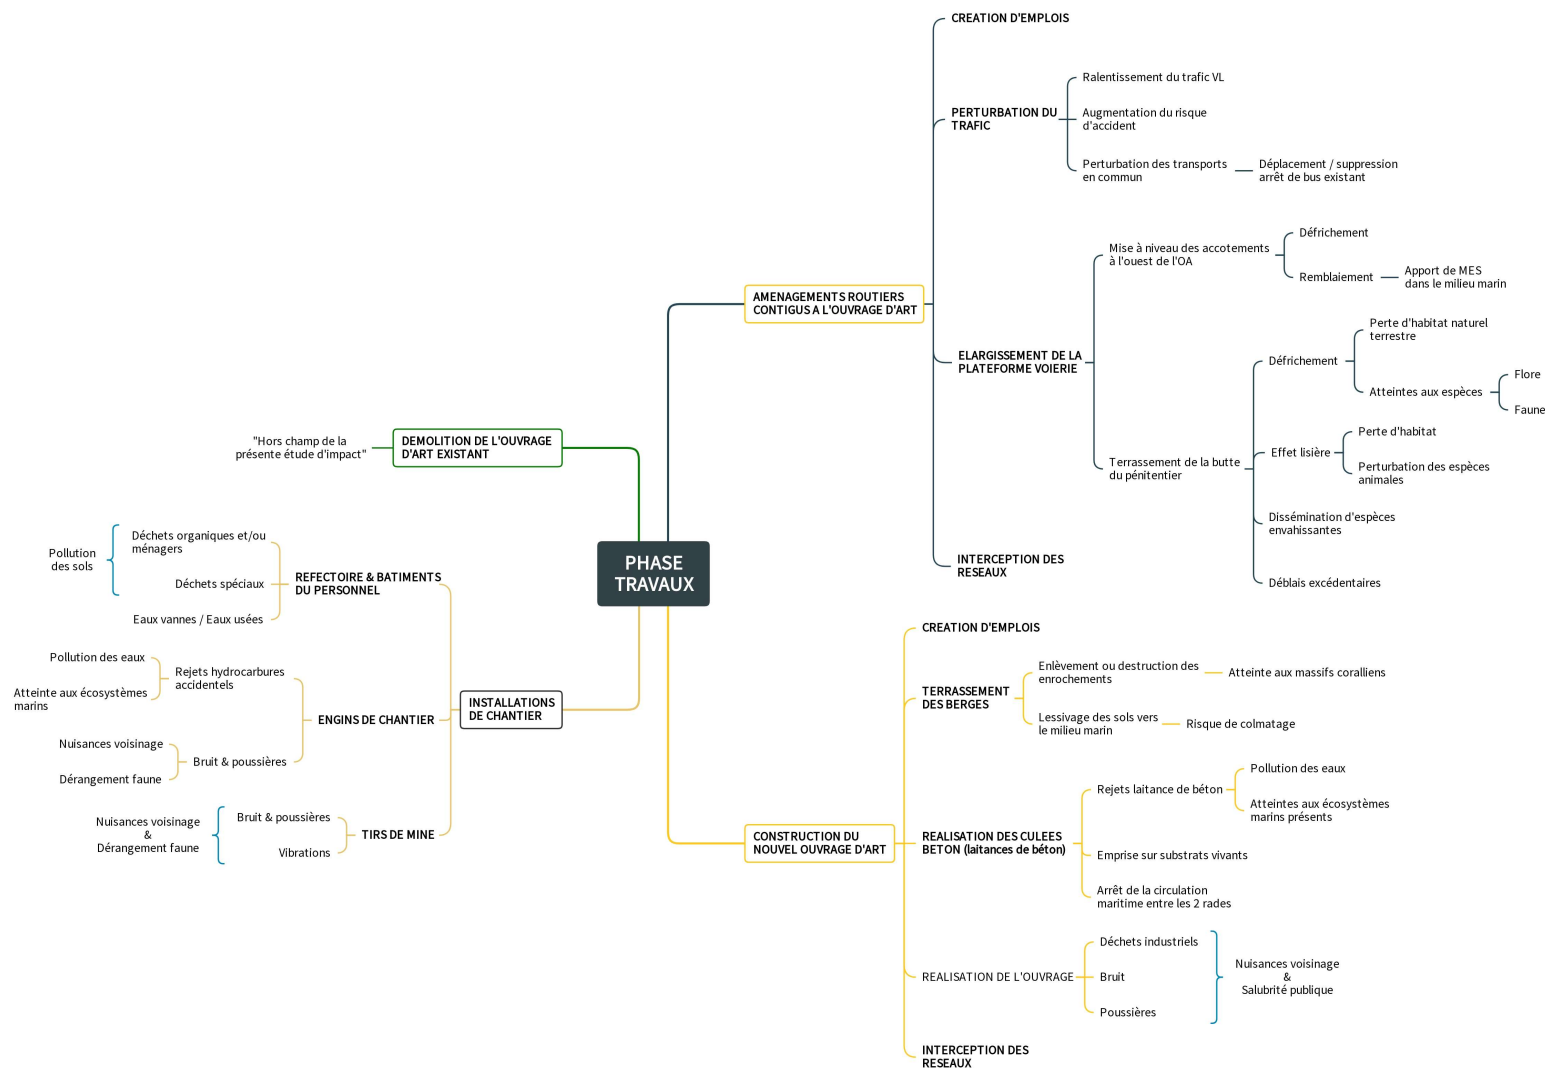 PHASE
TRAVAUX
AMENAGEMENTS ROUTIERS
CONTIGUS A L'OUVRAGE D'ART
CREATION D'EMPLOIS
PERTURBATION DU
TRAFIC
Ralentissement du trafic VL
Augmentation du risque
d'accident
Perturbation des transports
en commun
Déplacement / suppression
arrêt de bus existant
ELARGISSEMENT DE LA
PLATEFORME VOIERIE
Mise à niveau des accotements
à l'ouest de l'OA
Défrichement
Remblaiement
Apport de MES
dans le milieu marin
Terrassement de la butte
du pénitentier
Défrichement
Perte d'habitat naturel
terrestre
Atteintes aux espèces
Flore
Faune
Effet lisière
Perte d'habitat
Perturbation des espèces
animales
Dissémination d'espèces
envahissantes
Déblais excédentaires
INTERCEPTION DES
RESEAUX
CONSTRUCTION DU
NOUVEL OUVRAGE D'ART
CREATION D'EMPLOIS
TERRASSEMENT
DES BERGES
Enlèvement ou destruction des
enrochements
Atteinte aux massifs coralliens
Lessivage des sols vers
le milieu marin
Risque de colmatage
REALISATION DES CULEES
BETON (laitances de béton)
Rejets laitance de béton
Pollution des eaux
Atteintes aux écosystèmes
marins présents
Emprise sur substrats vivants
Arrêt de la circulation
maritime entre les 2 rades
REALISATION DE L'OUVRAGE
Déchets industriels
Bruit
Poussières
Nuisances voisinage
&
Salubrité publique
INTERCEPTION DES
RESEAUX
DEMOLITION DE L'OUVRAGE
D'ART EXISTANT
"Hors champ de la
présente étude d'impact"
INSTALLATIONS
DE CHANTIER
REFECTOIRE & BATIMENTS
DU PERSONNEL
Déchets organiques et/ou
ménagers
Déchets spéciaux
Eaux vannes / Eaux usées
Pollution
des sols
ENGINS DE CHANTIER
Rejets hydrocarbures
accidentels
Pollution des eaux
Atteinte aux écosystèmes
marins
Bruit & poussières
Nuisances voisinage
Dérangement faune
TIRS DE MINE
Bruit & poussières
Vibrations
Nuisances voisinage
&
Dérangement faune